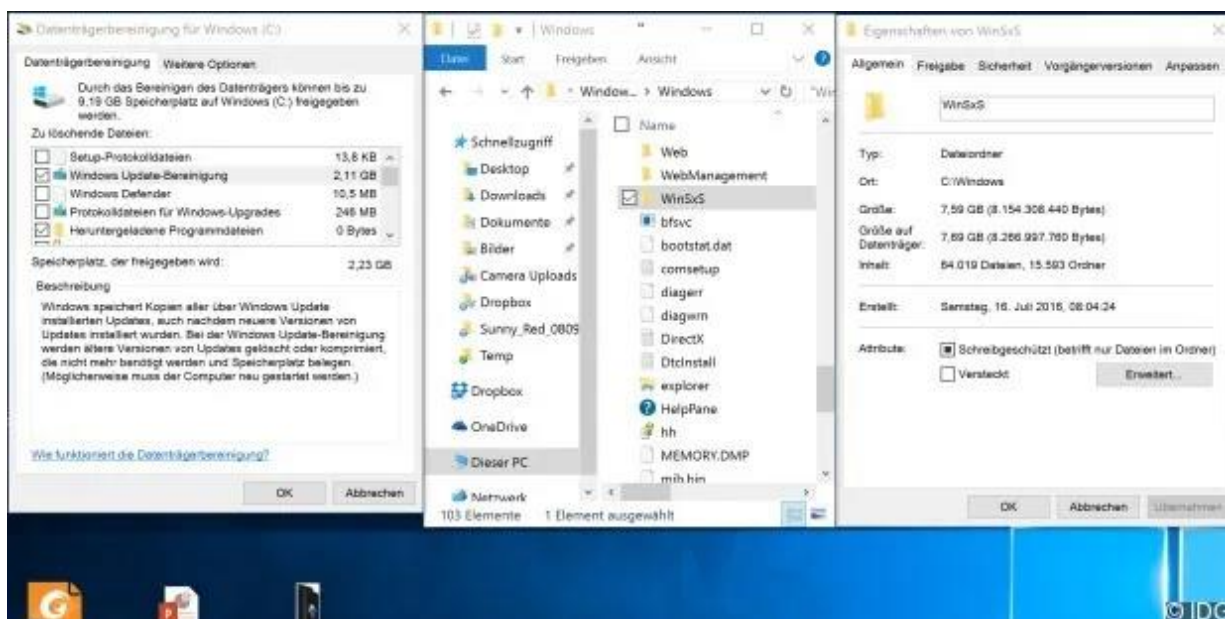 Datenträgerbereinigung für Windows (C:)
Datenträgerbereinigung Weitere Optionen
Durch das Bereinigen des Datenträgers können bis zu
9,19 GB Speicherplatz auf Windows (C:) freigegeben
werden.
Zu löschende Dateien:
Setup-Protokolldateien 13,8 KB
Windows Update-Bereinigung 2,11 GB
Windows Defender 10,5 MB
Protokolldateien für Windows-Upgrades 246 MB
Heruntergeladene Programmdateien 0 Bytes
Speicherplatz, der freigegeben wird: 2,23 GB
Beschreibung
Windows speichert Kopien aller über Windows Update
installierten Updates, auch nachdem neuere Versionen von
Updates installiert wurden. Bei der Windows Update-Bereinigung
werden ältere Versionen von Updates gelöscht oder komprimiert,
die nicht mehr benötigt werden und Speicherplatz belegen.
(Möglicherweise muss der Computer neu gestartet werden.)
Wie funktioniert die Datenträgerbereinigung?
OK Abbrechen
Windows
Datei Start Freigeben Ansicht
Window... > Windows
Schnellzugriff
Desktop
Downloads
Dokumente
Bilder
Camera Uploads
Dropbox
Sunny_Red_0809
Temp
Dropbox
OneDrive
Dieser PC
Netzwerk
Name
Web
WebManagement
WinSxS
bfsvc
bootstat.dat
comsetup
diagerr
diagwrn
DirectX
DtcInstall
explorer
HelpPane
hh
MEMORY.DMP
mib.bin
103 Elemente 1 Element ausgewählt
Eigenschaften von WinSxS
Allgemein Freigabe Sicherheit Vorgängerversionen Anpassen
WinSxS
Typ: Dateiordner
Ort: C:\Windows
Größe: 7,59 GB (8.154.308.440 Bytes)
Größe auf
Datenträger: 7,69 GB (8.266.997.760 Bytes)
Inhalt: 64.019 Dateien, 15.593 Ordner
Erstellt: Samstag, 16. Juli 2016, 08:04:24
Attribute: Schreibgeschützt (betrifft nur Dateien im Ordner)
Versteckt Erweitert...
OK Abbrechen Übernehmen
© IDG